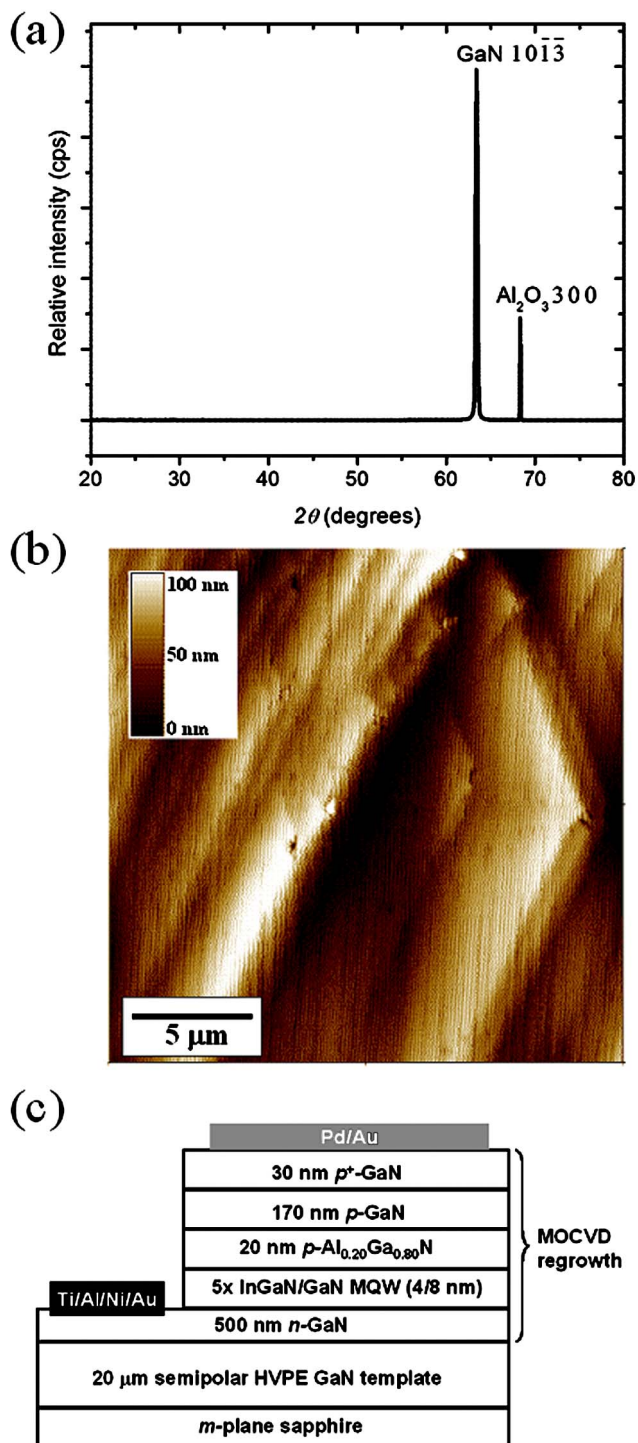 (a)
GaN 101̅3̅
Al₂O₃ 3 0 0
Relative intensity (cps)
20 30 40 50 60 70 80
2θ (degrees)
(b)
100 nm
50 nm
0 nm
5 μm
(c)
Pd/Au
30 nm p⁺-GaN
170 nm p-GaN
20 nm p-Al₀.₂₀Ga₀.₈₀N
5x InGaN/GaN MQW (4/8 nm)
Ti/Al/Ni/Au
500 nm n-GaN
MOCVD
regrowth
20 μm semipolar HVPE GaN template
m-plane sapphire